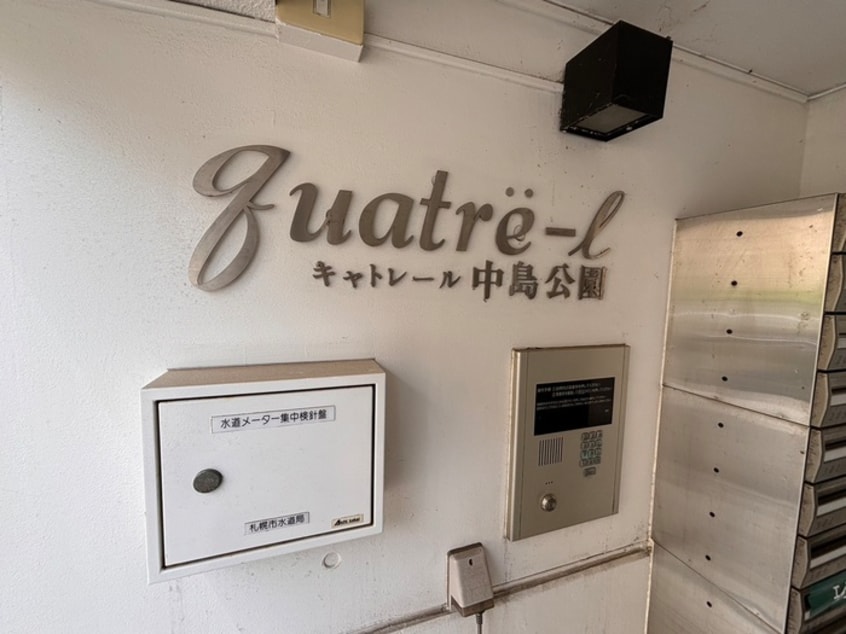 quatrë-l
キャトレール 中島公園
水道メーター集中検針盤
札幌市水道局